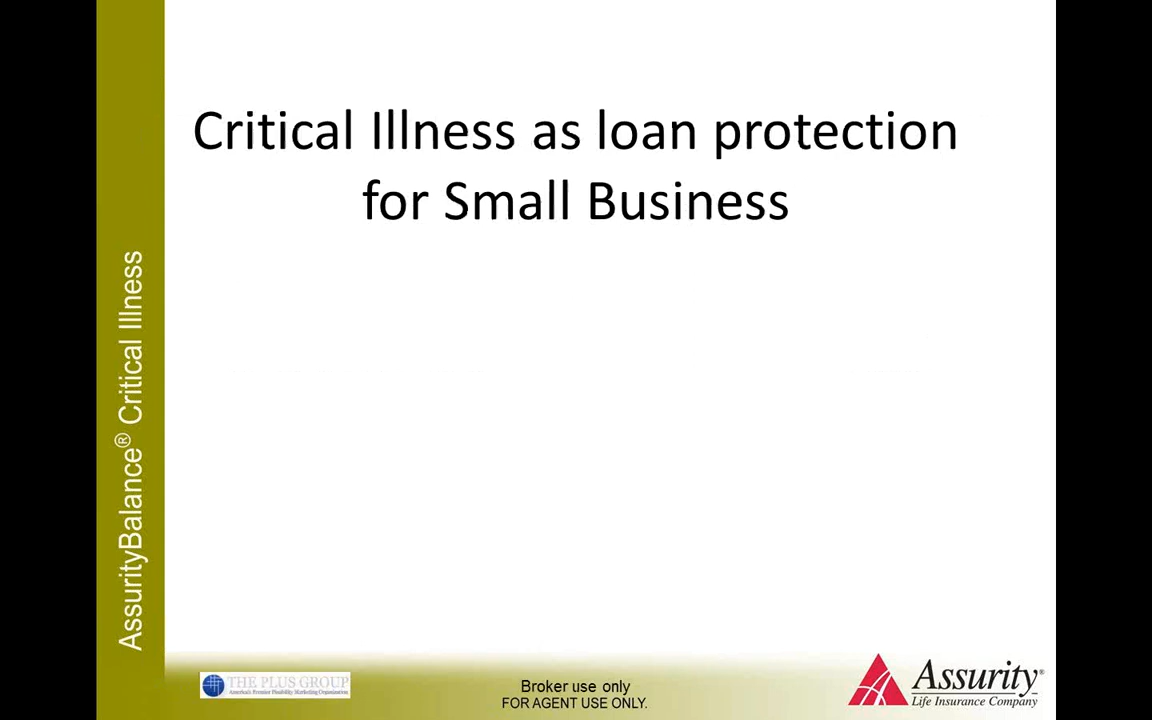 Critical Illness as loan protection
for Small Business
AssurityBalance® Critical Illness
THE PLUS GROUP
America's Premier Disability Marketing Organization
Broker use only
FOR AGENT USE ONLY.
Assurity®
Life Insurance Company